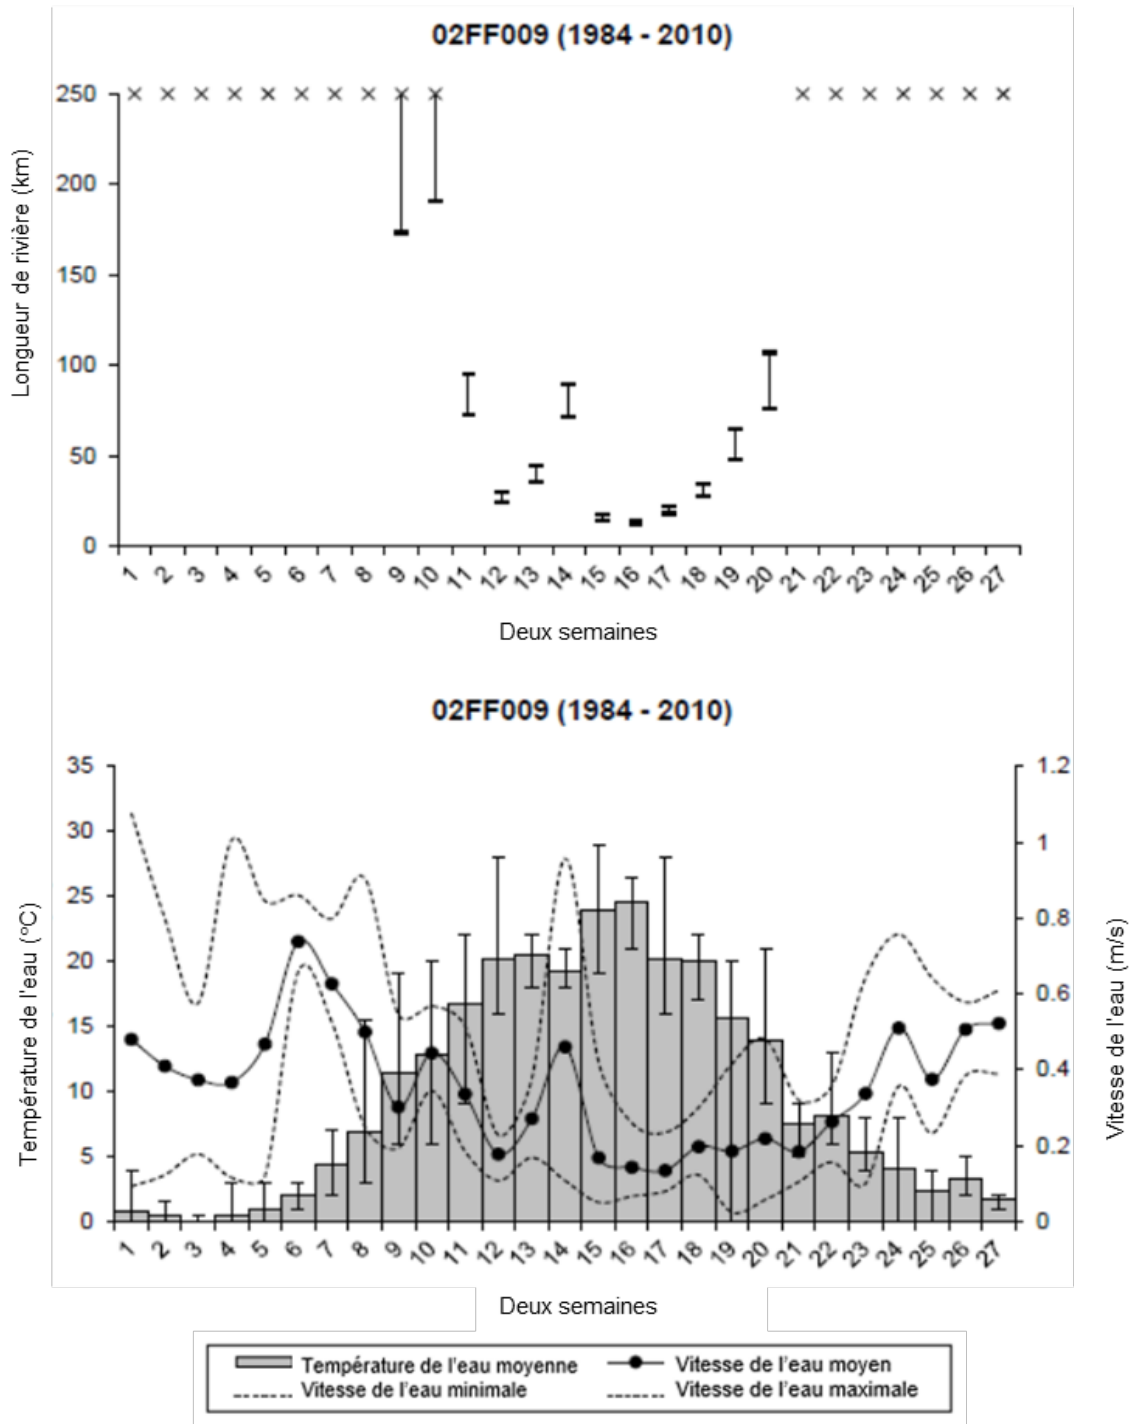 02FF009 (1984 - 2010)
Longueur de rivière (km)
250
200
150
100
50
0
1 2 3 4 5 6 7 8 9 10 11 12 13 14 15 16 17 18 19 20 21 22 23 24 25 26 27
Deux semaines
02FF009 (1984 - 2010)
Température de l'eau (°C)
35
30
25
20
15
10
5
0
1.2
1
0.8
0.6
0.4
0.2
0
Vitesse de l'eau (m/s)
1 2 3 4 5 6 7 8 9 10 11 12 13 14 15 16 17 18 19 20 21 22 23 24 25 26 27
Deux semaines
Température de l'eau moyenne
Vitesse de l'eau moyen
Vitesse de l'eau minimale
Vitesse de l'eau maximale